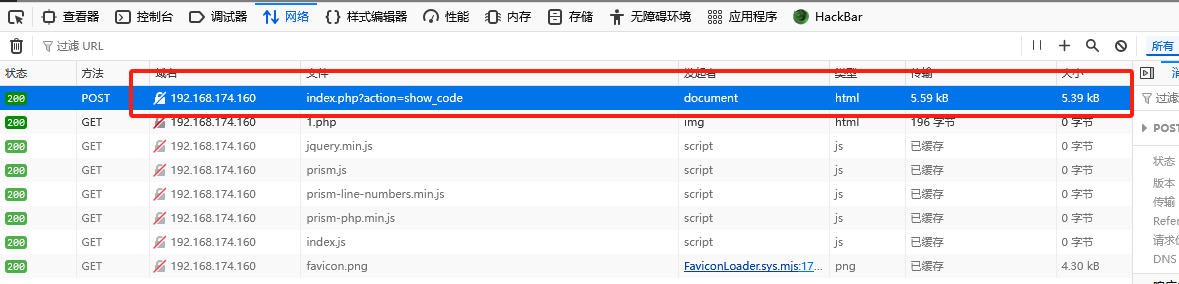 查看器 控制台 调试器 网络 样式编辑器 性能 内存 存储 无障碍环境 应用程序 HackBar
过滤 URL 所有
状态 方法 域名 文件 发起者 类型 传输 大小
200 POST 192.168.174.160 index.php?action=show_code document html 5.59 kB 5.39 kB 过滤
200 GET 192.168.174.160 1.php img html 196 字节 0 字节 POST
200 GET 192.168.174.160 jquery.min.js script js 已缓存 0 字节
200 GET 192.168.174.160 prism.js script js 已缓存 0 字节 状态
200 GET 192.168.174.160 prism-line-numbers.min.js script js 已缓存 0 字节 版本
200 GET 192.168.174.160 prism-php.min.js script js 已缓存 0 字节 传输
Refer
200 GET 192.168.174.160 index.js script js 已缓存 0 字节
DNS
200 GET 192.168.174.160 favicon.png FaviconLoader.sys.mjs:17… png 已缓存 4.30 kB